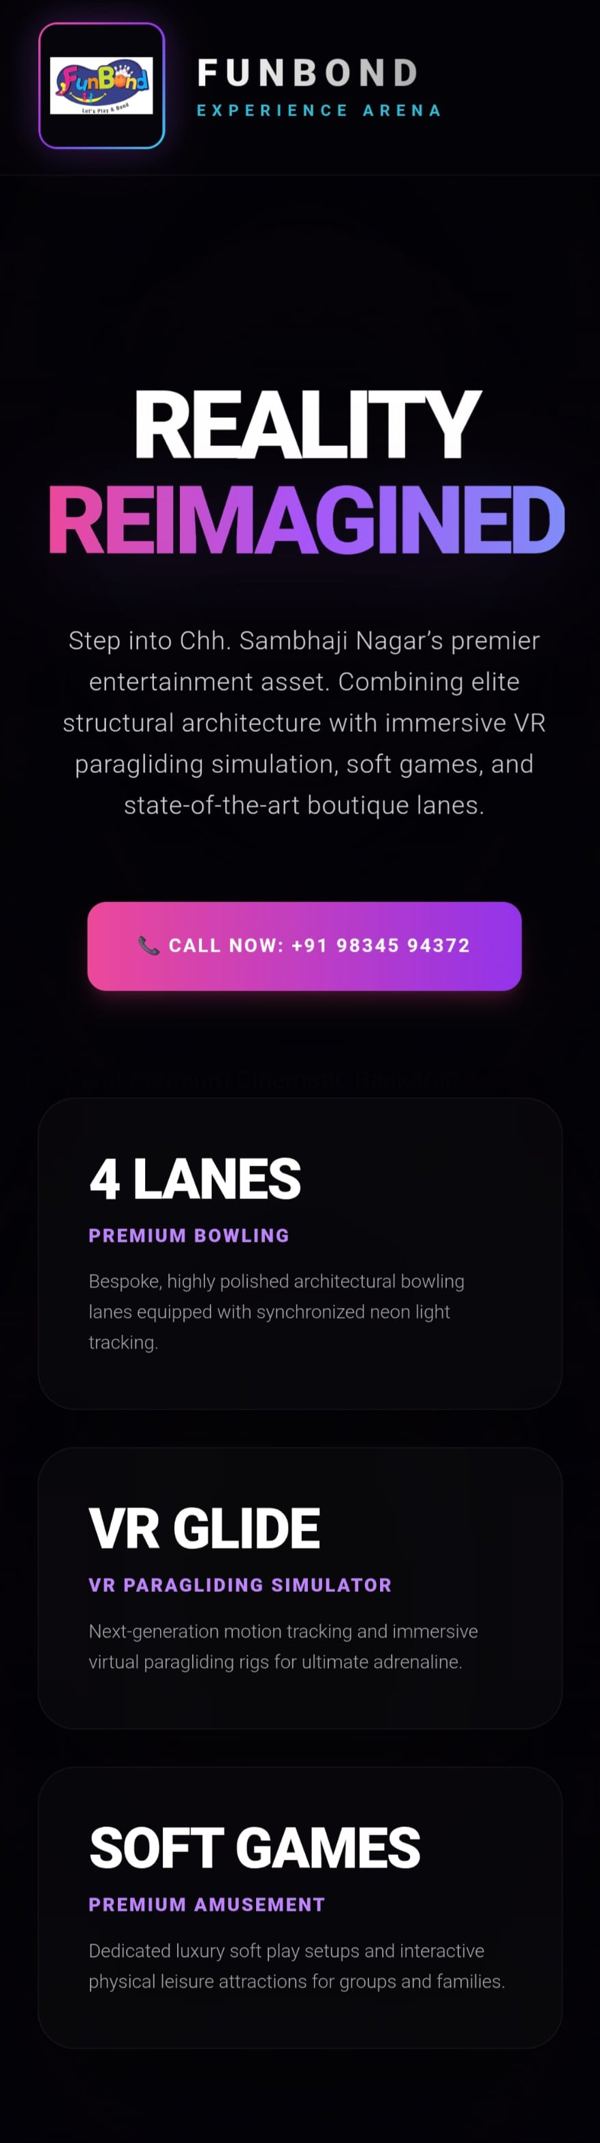 FunBond
Let's Play & Bond
FUNBOND
EXPERIENCE ARENA
REALITY
REIMAGINED
Step into Chh. Sambhaji Nagar’s premier
entertainment asset. Combining elite
structural architecture with immersive VR
paragliding simulation, soft games, and
state-of-the-art boutique lanes.
📞 CALL NOW: +91 98345 94372
4 LANES
PREMIUM BOWLING
Bespoke, highly polished architectural bowling
lanes equipped with synchronized neon light
tracking.
VR GLIDE
VR PARAGLIDING SIMULATOR
Next-generation motion tracking and immersive
virtual paragliding rigs for ultimate adrenaline.
SOFT GAMES
PREMIUM AMUSEMENT
Dedicated luxury soft play setups and interactive
physical leisure attractions for groups and families.